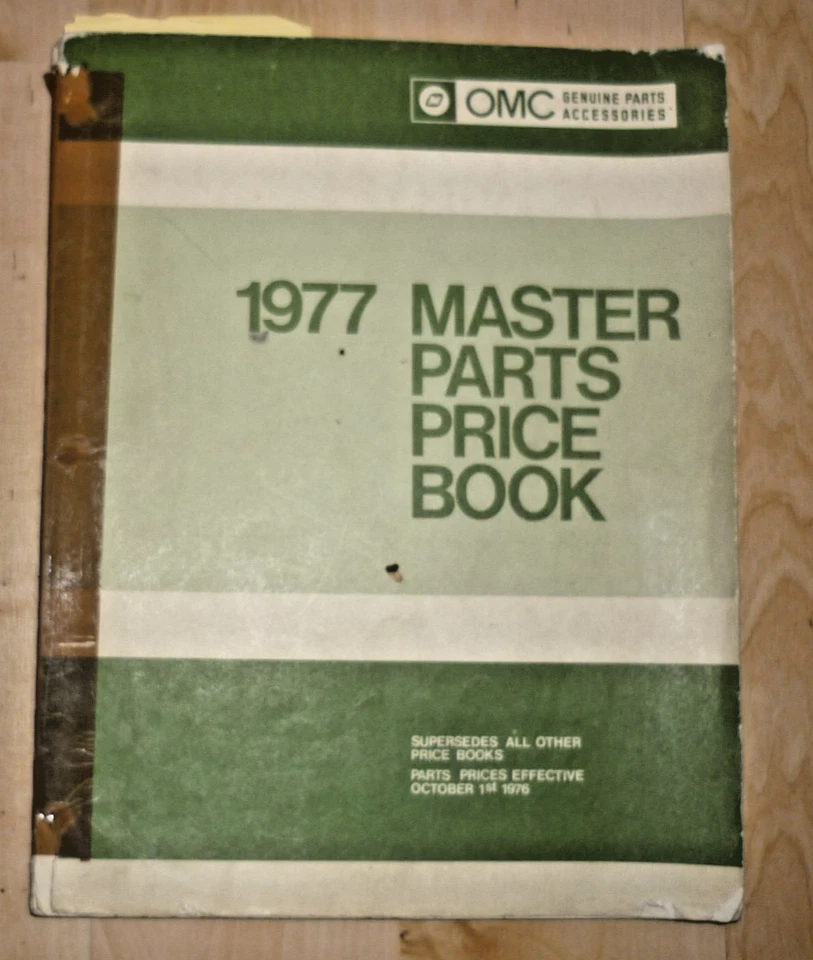 OMC GENUINE PARTS
ACCESSORIES
1977 MASTER
PARTS
PRICE
BOOK
SUPERSEDES ALL OTHER
PRICE BOOKS
PARTS PRICES EFFECTIVE
OCTOBER 1st 1976